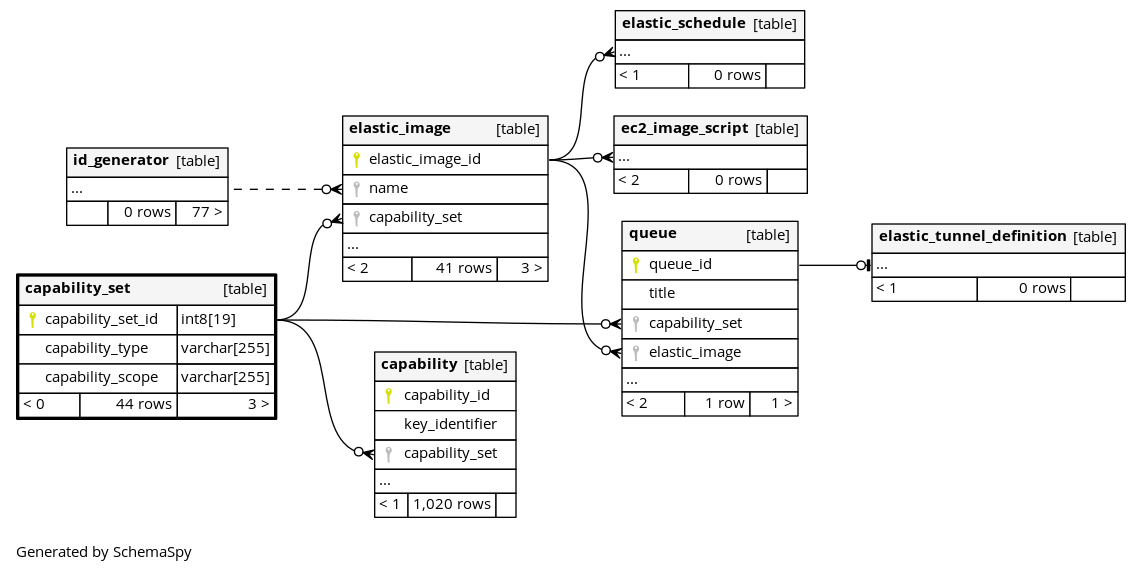 elastic_schedule [table]
...
< 1 0 rows
elastic_image [table]
elastic_image_id
name
capability_set
...
< 2 41 rows 3 >
ec2_image_script [table]
...
< 2 0 rows
id_generator [table]
...
0 rows 77 >
queue [table]
queue_id
title
capability_set
elastic_image
...
< 2 1 row 1 >
elastic_tunnel_definition [table]
...
< 1 0 rows
capability_set [table]
capability_set_id int8[19]
capability_type varchar[255]
capability_scope varchar[255]
< 0 44 rows 3 >
capability [table]
capability_id
key_identifier
capability_set
...
< 1 1,020 rows
Generated by SchemaSpy